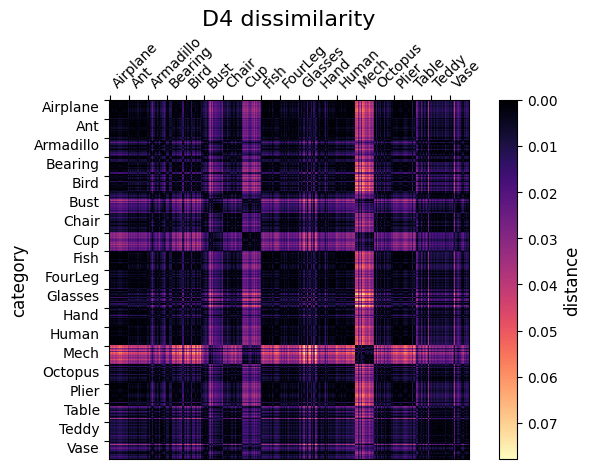 D4 dissimilarity
Airplane
Ant
Armadillo
Bearing
Bird
Bust
Chair
Cup
Fish
FourLeg
Glasses
Hand
Human
Mech
Octopus
Plier
Table
Teddy
Vase
Airplane
Ant
Armadillo
Bearing
Bird
Bust
Chair
Cup
Fish
FourLeg
Glasses
Hand
Human
Mech
Octopus
Plier
Table
Teddy
Vase
category
0.00
0.01
0.02
0.03
0.04
0.05
0.06
0.07
distance